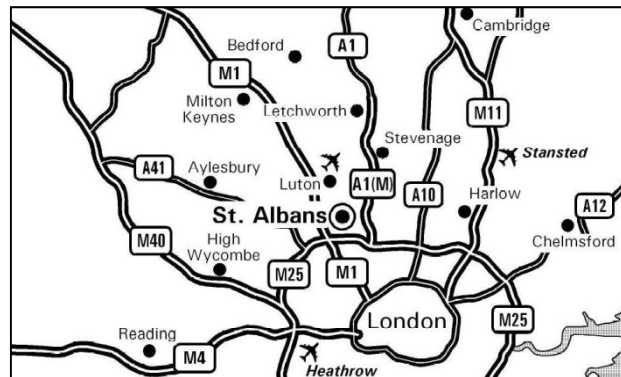 Cambridge
Bedford
A1
M1
Milton
Keynes
Letchworth
M11
Stevenage
Stansted
A41
Aylesbury
Luton
A1(M)
A10
Harlow
A12
St. Albans
Chelmsford
M40
High
Wycombe
M25
M1
London
M25
Reading
M4
Heathrow